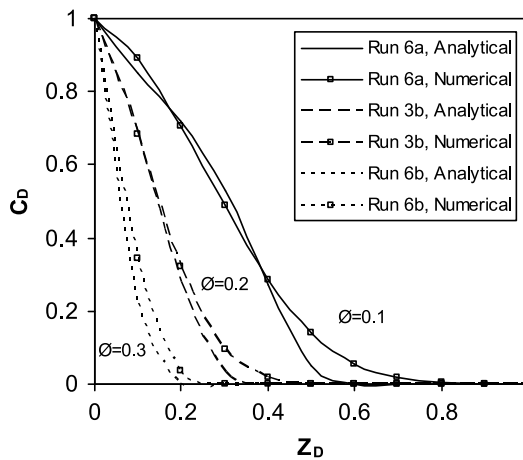 1
0.8
0.6
0.4
0.2
0
C_D
0
0.2
0.4
0.6
0.8
Z_D
Run 6a, Analytical
Run 6a, Numerical
Run 3b, Analytical
Run 3b, Numerical
Run 6b, Analytical
Run 6b, Numerical
Ø=0.2
Ø=0.1
Ø=0.3